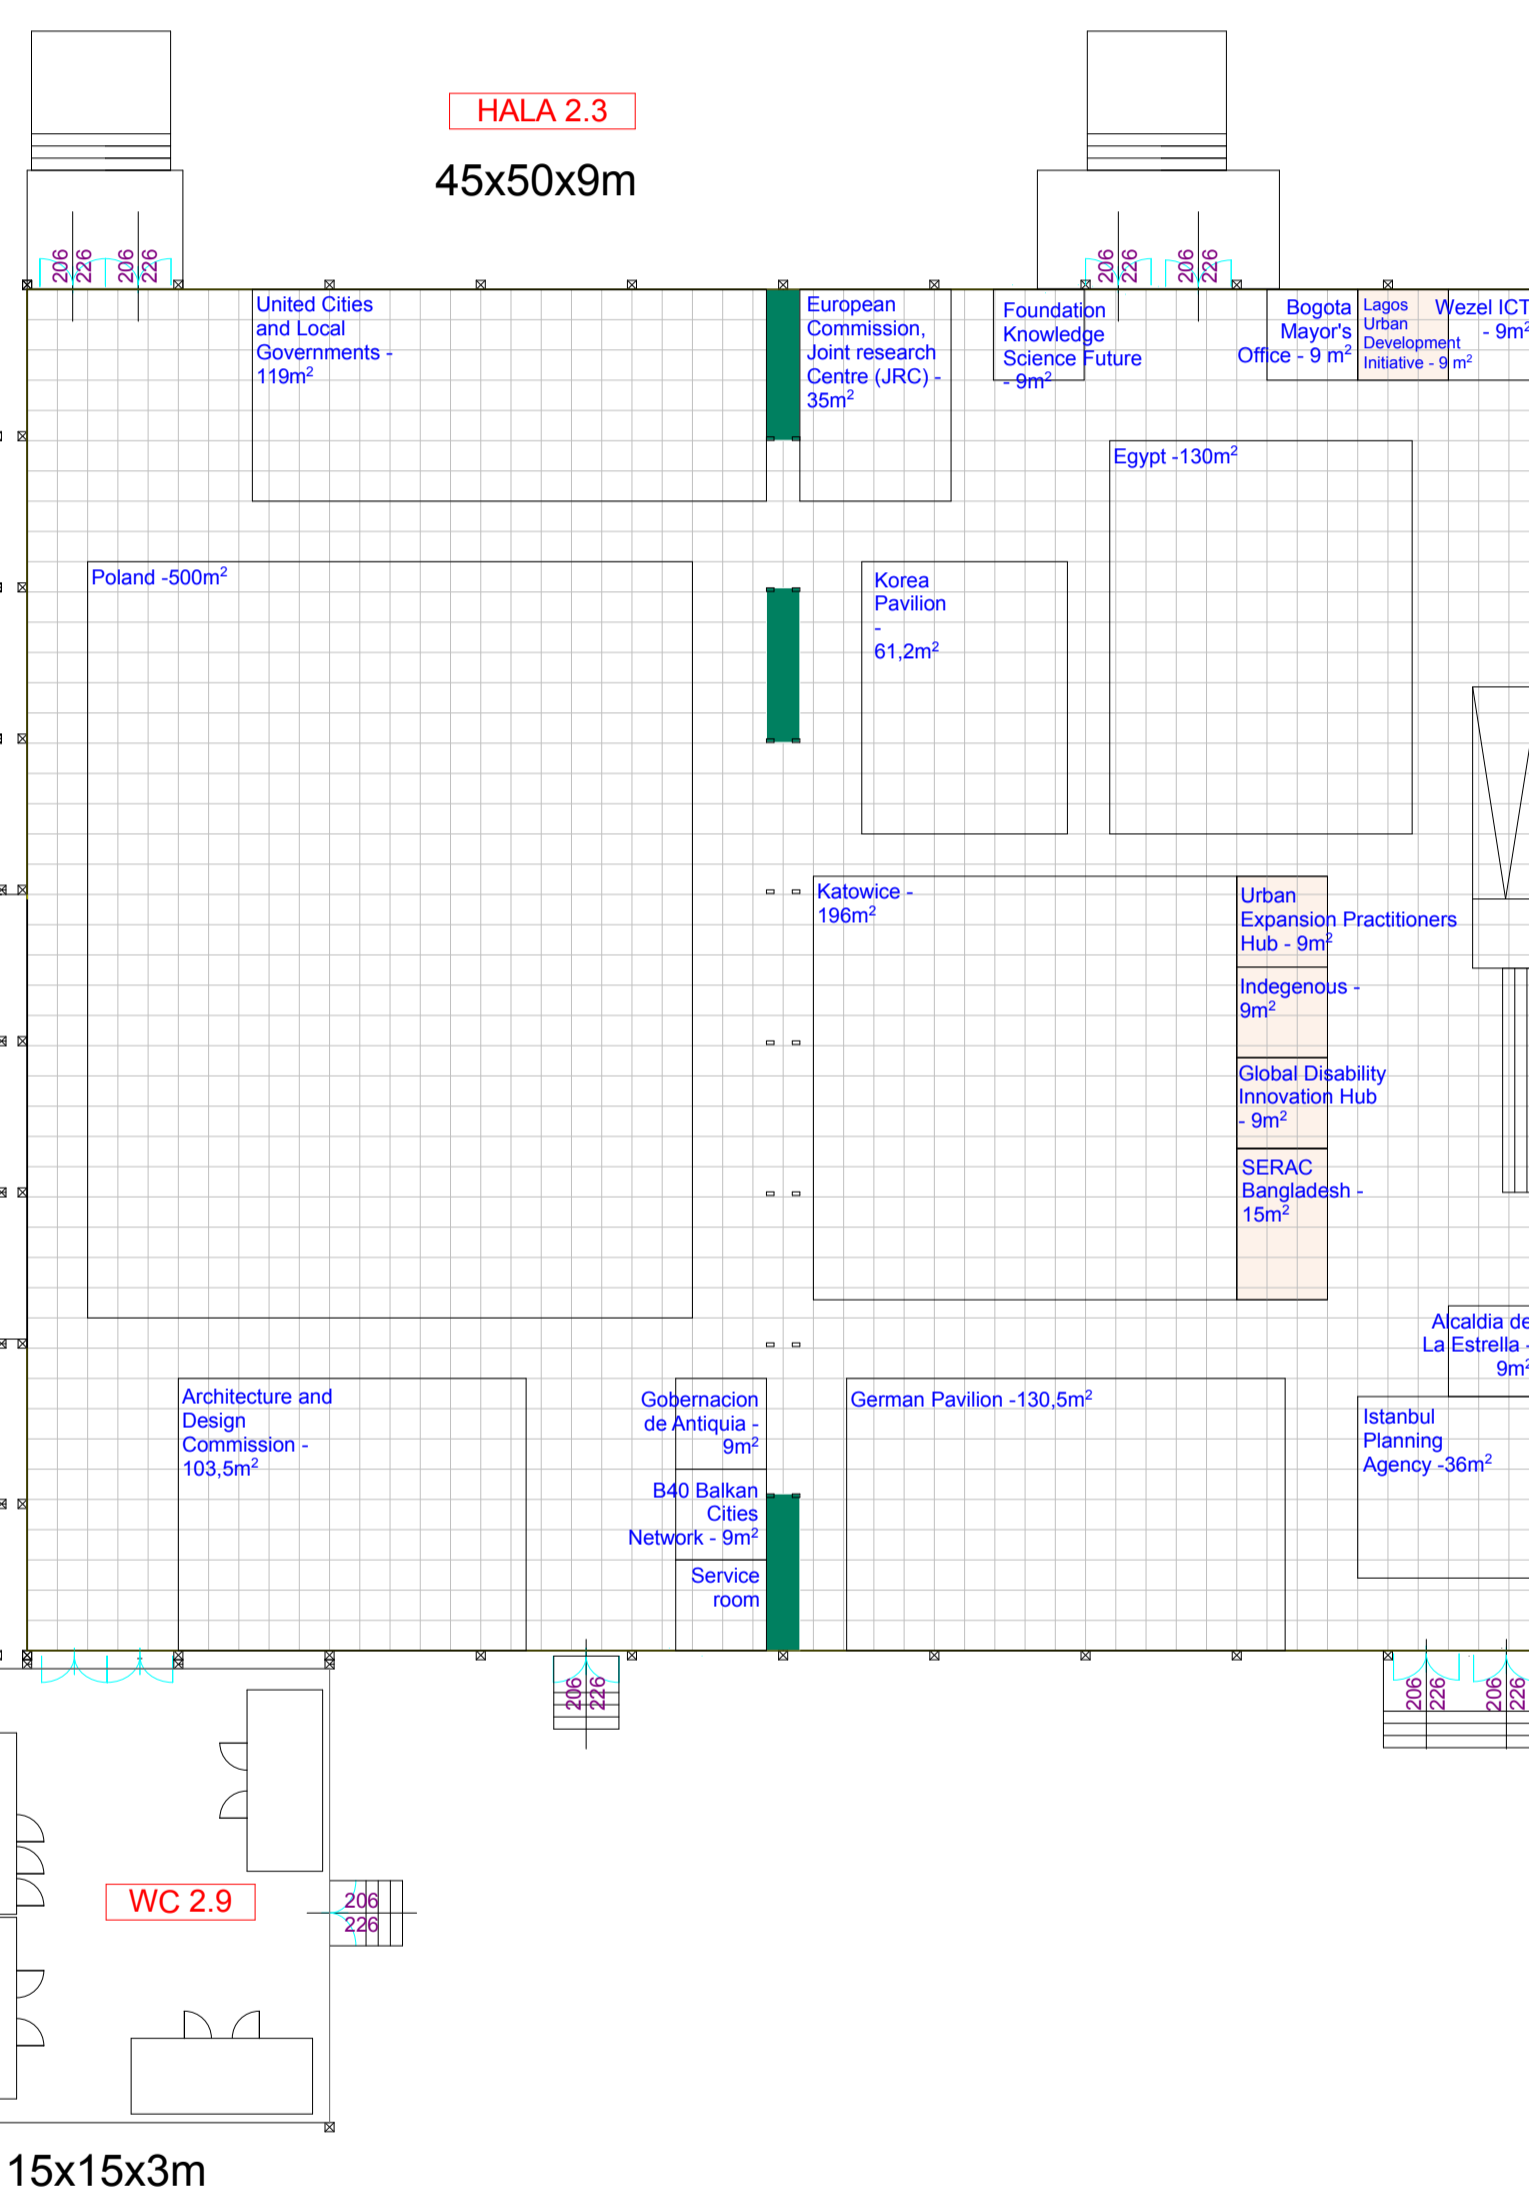 HALA 2.3
45x50x9m
206
226
206
226
206
226
206
226
United Cities
and Local
Governments -
119m²
European
Commission,
Joint research
Centre (JRC) -
35m²
Foundation
Knowledge
Science Future
- 9m²
Bogota
Mayor's
Office - 9 m²
Lagos
Urban
Development
Initiative - 9 m²
Wezel ICT
- 9m²
Egypt -130m²
Poland -500m²
Korea
Pavilion
-
61,2m²
Katowice -
196m²
Urban
Expansion Practitioners
Hub - 9m²
Indegenous -
9m²
Global Disability
Innovation Hub
- 9m²
SERAC
Bangladesh -
15m²
Alcaldia de
La Estrella -
9m²
Architecture and
Design
Commission -
103,5m²
Gobernacion
de Antiquia -
9m²
B40 Balkan
Cities
Network - 9m²
Service
room
German Pavilion -130,5m²
Istanbul
Planning
Agency -36m²
206
226
206
226
206
226
WC 2.9
206
226
15x15x3m